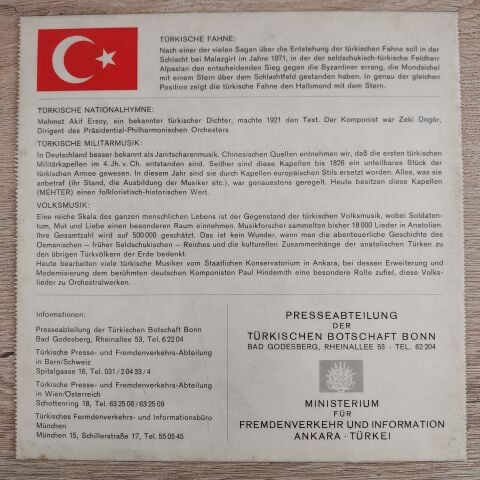 TÜRKISCHE FAHNE:
Nach einer der vielen Sagen über die Entstehung der türkischen Fahne soll in der
Schlacht bei Malazgirt im Jahre 1071, in der der seldschukisch-türkische Feldherr
Alpaslan den entscheidenden Sieg gegen die Byzantiner errang, die Mondsichel
mit einem Stern über dem Schlachtfeld gestanden haben. In genau der gleichen
Position zeigt die türkische Fahne den Halbmond mit dem Stern.
TÜRKISCHE NATIONALHYMNE:
Mehmet Akif Ersoy, ein bekannter türkischer Dichter, machte 1921 den Text. Der Komponist war Zeki Üngör,
Dirigent des Präsidential-Philharmonischen Orchesters.
TÜRKISCHE MILITÄRMUSIK:
In Deutschland besser bekannt als Janitscharenmusik. Chinesischen Quellen entnehmen wir, daß die ersten türkischen
Militärkapellen im 4. Jh. v. Ch. entstanden sind. Seither sind diese Kapellen bis 1826 ein unteilbares Stück der
türkischen Armee gewesen. In diesem Jahr sind sie durch Kapellen europäischen Stils ersetzt worden. Alles, was sie
anbetraf (ihr Stand, die Ausbildung der Musiker etc.), war genauestens geregelt. Heute besitzen diese Kapellen
(MEHTER) einen folkloristisch-historischen Wert.
VOLKSMUSIK:
Eine reiche Skala des ganzen menschlichen Lebens ist der Gegenstand der türkischen Volksmusik, wobei Soldaten-
tum, Mut und Liebe einen besonderen Raum einnehmen. Musikforscher sammelten bisher 18 000 Lieder in Anatolien.
Ihre Gesamtzahl wird auf 500 000 geschätzt. Das ist kein Wunder, wenn man die abenteuerliche Geschichte des
Osmanischen – früher Seldschukischen – Reiches und die kulturellen Zusammenhänge der anatolischen Türken zu
den übrigen Türkvölkern der Erde bedenkt.
Heute bearbeiten viele türkische Musiker vom Staatlichen Konservatorium in Ankara, bei dessen Erweiterung und
Modernisierung dem berühmten deutschen Komponisten Paul Hindemith eine besondere Rolle zufiel, diese Volks-
lieder zu Orchestralwerken.
Informationen:
Presseabteilung der Türkischen Botschaft Bonn
Bad Godesberg, Rheinallee 53, Tel. 6 22 04
Türkische Presse- und Fremdenverkehrs-Abteilung
in Bern/Schweiz
Spitalgasse 16, Tel. 031 / 2 04 33 / 4
Türkische Presse- und Fremdenverkehrs-Abteilung
in Wien/Österreich
Schottenring 18, Tel. 63 25 00 / 63 25 09
Türkisches Fermdenverkehrs- und Informationsbüro
München
München 15, Schillerstraße 17, Tel. 55 05 45
PRESSEABTEILUNG
DER
TÜRKISCHEN BOTSCHAFT BONN
BAD GODESBERG, RHEINALLEE 53 · TEL. 62 204
MINISTERIUM
FÜR
FREMDENVERKEHR UND INFORMATION
ANKARA · TÜRKEI